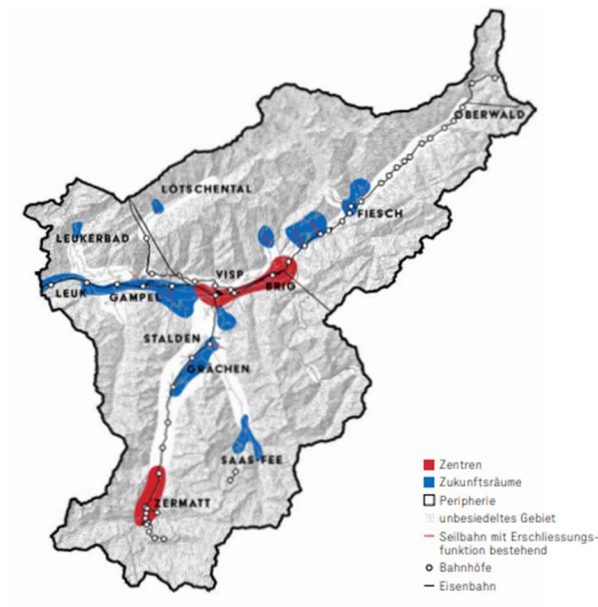 OBERWALD
LÖTSCHENTAL
FIESCH
LEUKERBAD
VISP
BRIG
LEUK
GAMPEL
STALDEN
GRÄCHEN
SAAS-FEE
ZERMATT
Zentren
Zukunftsräume
Peripherie
unbesiedeltes Gebiet
Seilbahn mit Erschliessungs-
funktion bestehend
Bahnhöfe
Eisenbahn